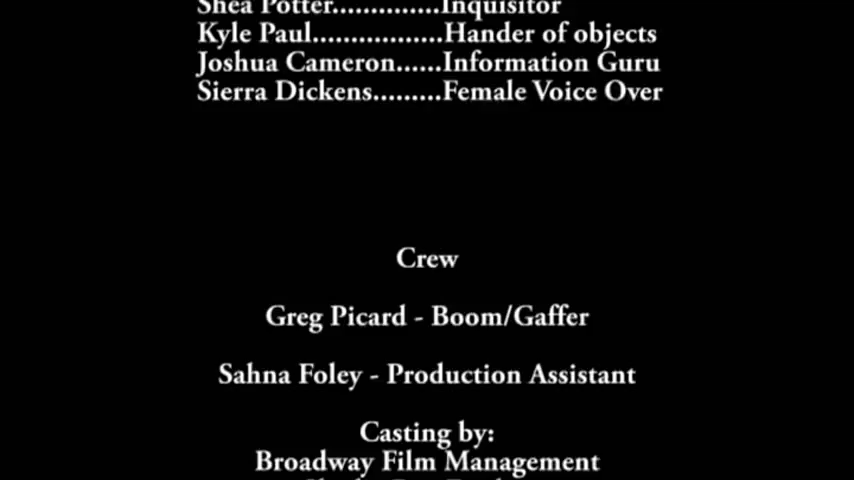 Shea Potter..............Inquisitor
Kyle Paul.................Hander of objects
Joshua Cameron......Information Guru
Sierra Dickens.........Female Voice Over
Crew
Greg Picard - Boom/Gaffer
Sahna Foley - Production Assistant
Casting by:
Broadway Film Management